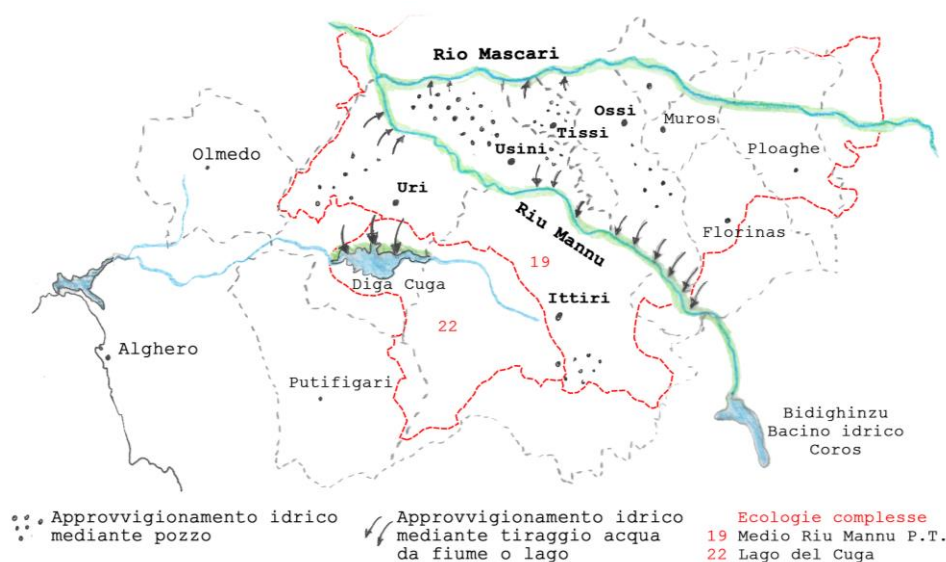 Rio Mascari
Ossi
Muros
Tissi
Olmedo
Usini
Ploaghe
Uri
Riu Mannu
Florinas
19
Diga Cuga
Ittiri
22
Alghero
Putifigari
Bidighinzu
Bacino idrico
Coros
Approvvigionamento idrico
mediante pozzo
Approvvigionamento idrico
mediante tiraggio acqua
da fiume o lago
Ecologie complesse
19 Medio Riu Mannu P.T.
22 Lago del Cuga